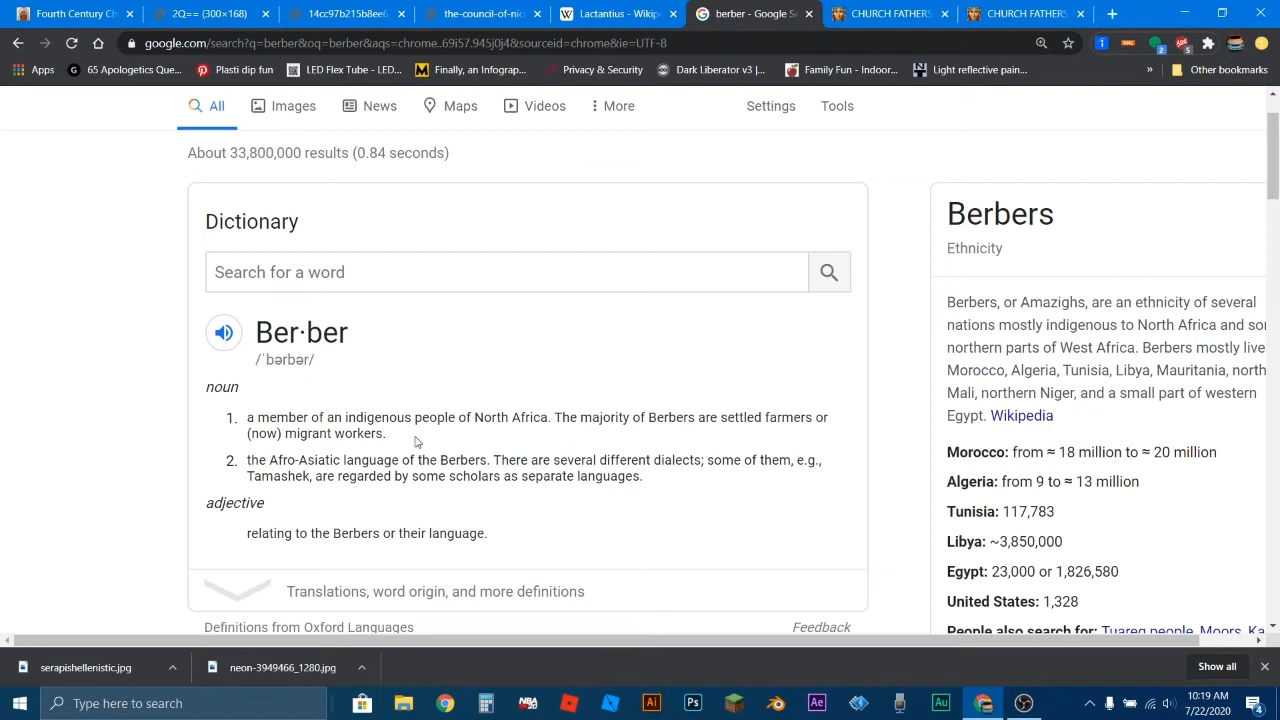 Fourth Century Ch
2Q== (300×168)
14cc97b215b8ee6
the-council-of-nic
Lactantius - Wikipe
berber - Google Se
CHURCH FATHERS
CHURCH FATHERS
google.com/search?q=berber&oq=berber&aqs=chrome..69i57.945j0j4&sourceid=chrome&ie=UTF-8
Apps
65 Apologetics Que...
Plasti dip fun
LED Flex Tube - LED...
Finally, an Infograp...
Privacy & Security
Dark Liberator v3 |...
Family Fun - Indoor...
Light reflective pain...
»
Other bookmarks
All
Images
News
Maps
Videos
More
Settings
Tools
About 33,800,000 results (0.84 seconds)
Dictionary
Search for a word
Ber·ber
/ˈbərbər/
noun
1. a member of an indigenous people of North Africa. The majority of Berbers are settled farmers or
(now) migrant workers.
2. the Afro-Asiatic language of the Berbers. There are several different dialects; some of them, e.g.,
Tamashek, are regarded by some scholars as separate languages.
adjective
relating to the Berbers or their language.
Translations, word origin, and more definitions
Definitions from Oxford Languages
Feedback
Berbers
Ethnicity
Berbers, or Amazighs, are an ethnicity of several
nations mostly indigenous to North Africa and so
northern parts of West Africa. Berbers mostly live
Morocco, Algeria, Tunisia, Libya, Mauritania, north
Mali, northern Niger, and a small part of western
Egypt. Wikipedia
Morocco: from ≈ 18 million to ≈ 20 million
Algeria: from 9 to ≈ 13 million
Tunisia: 117,783
Libya: ~3,850,000
Egypt: 23,000 or 1,826,580
United States: 1,328
People also search for: Tuareg people, Moors, Ka
serapishellenistic.jpg
neon-3949466_1280.jpg
Show all
Type here to search
Ai
Ps
Ae
Au
10:19 AM
7/22/2020